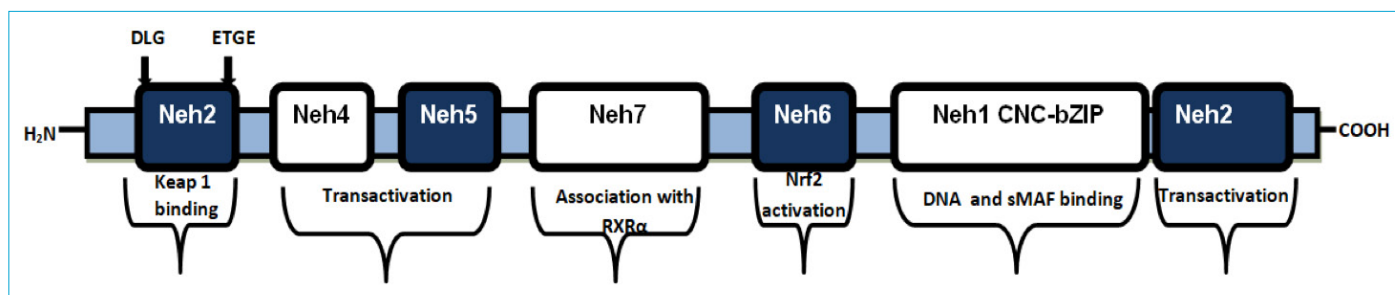 DLG ETGE
H₂N Neh2 Neh4 Neh5 Neh7 Neh6 Neh1 CNC-bZIP Neh2 COOH
Keap 1
binding
Transactivation
Association with
RXRα
Nrf2
activation
DNA and sMAF binding
Transactivation